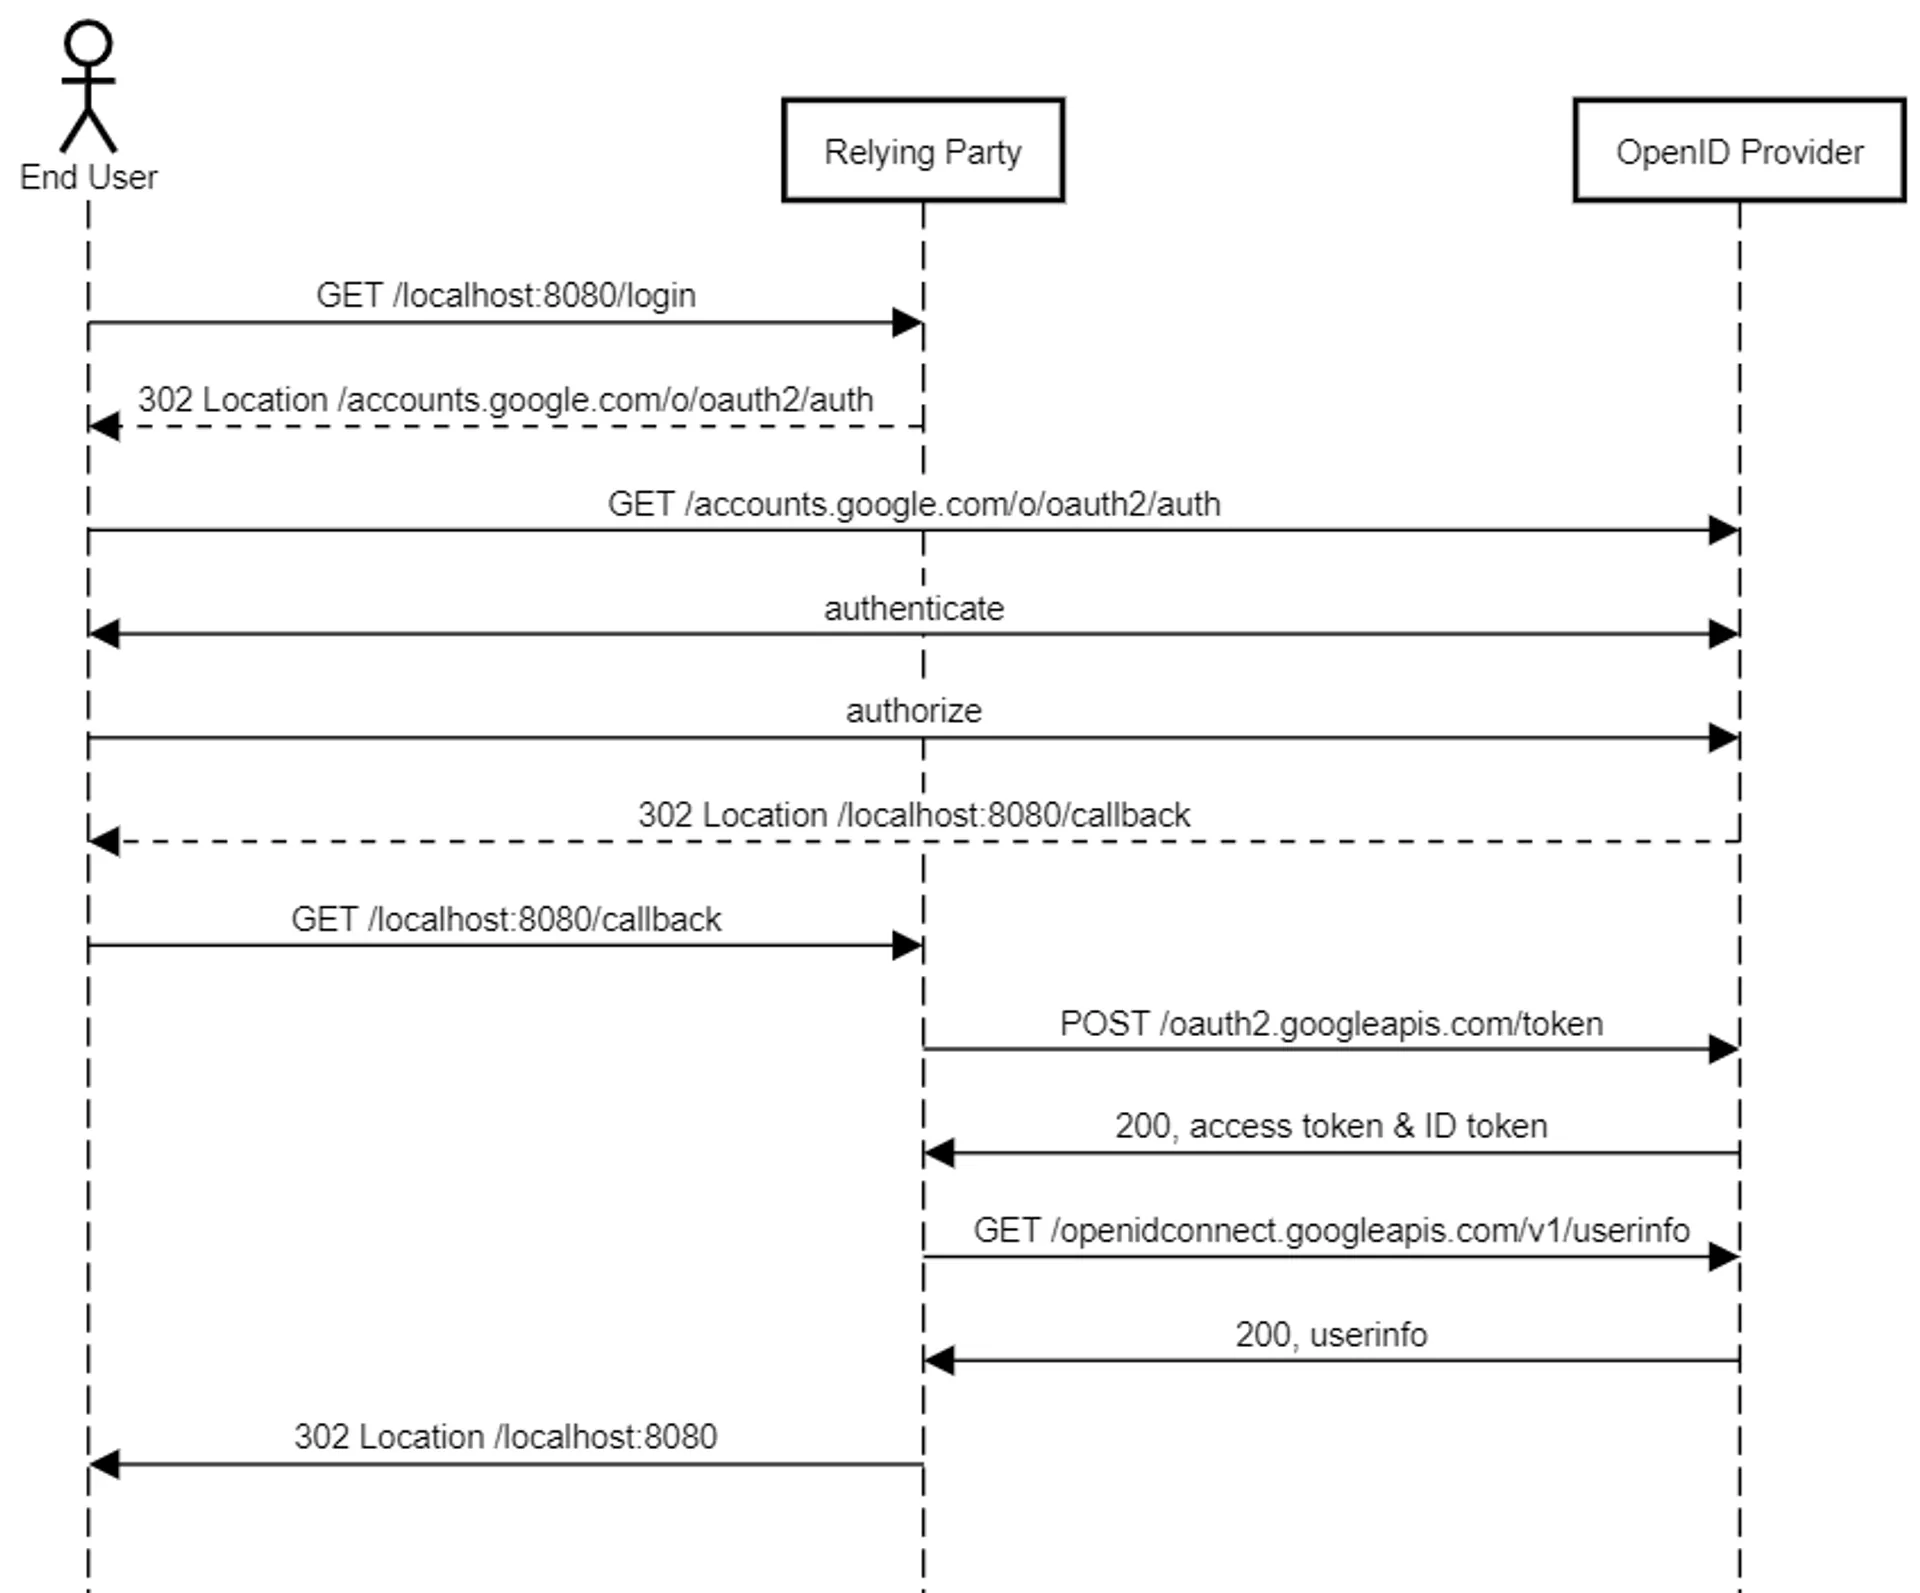 End User
Relying Party
OpenID Provider
GET /localhost:8080/login
302 Location /accounts.google.com/o/oauth2/auth
GET /accounts.google.com/o/oauth2/auth
authenticate
authorize
302 Location /localhost:8080/callback
GET /localhost:8080/callback
POST /oauth2.googleapis.com/token
200, access token & ID token
GET /openidconnect.googleapis.com/v1/userinfo
200, userinfo
302 Location /localhost:8080